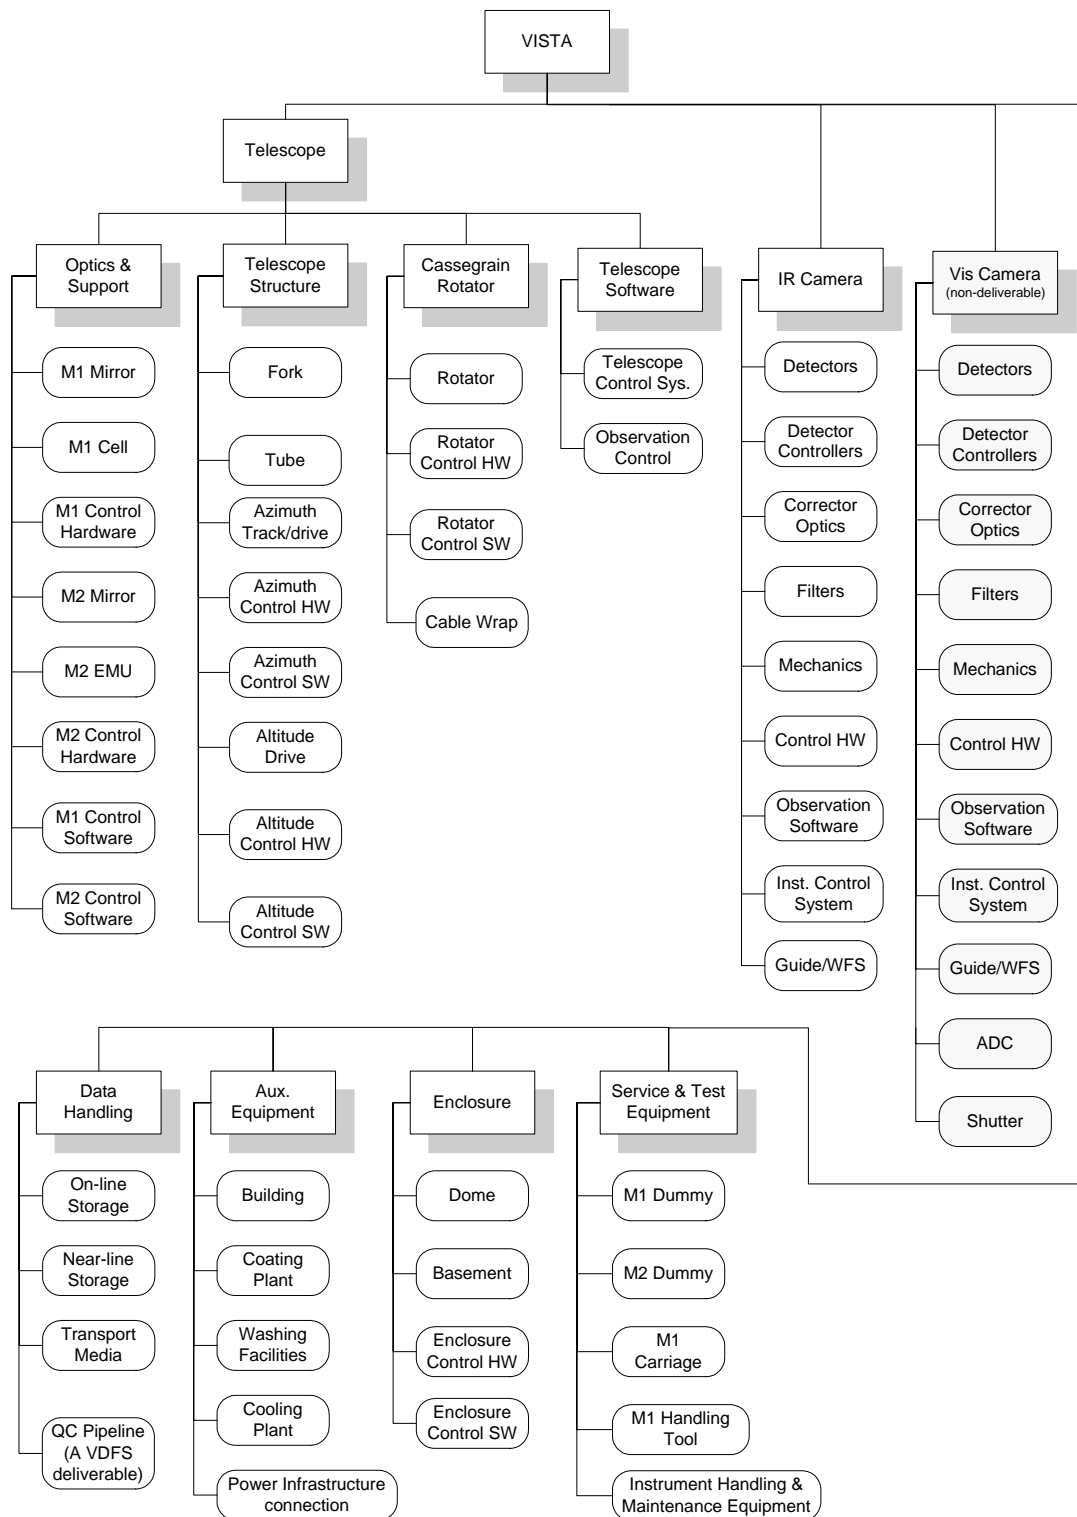 VISTA
Telescope
Optics &
Support
M1 Mirror
M1 Cell
M1 Control
Hardware
M2 Mirror
M2 EMU
M2 Control
Hardware
M1 Control
Software
M2 Control
Software
Telescope
Structure
Fork
Tube
Azimuth
Track/drive
Azimuth
Control HW
Azimuth
Control SW
Altitude
Drive
Altitude
Control HW
Altitude
Control SW
Cassegrain
Rotator
Rotator
Rotator
Control HW
Rotator
Control SW
Cable Wrap
Telescope
Software
Telescope
Control Sys.
Observation
Control
IR Camera
Detectors
Detector
Controllers
Corrector
Optics
Filters
Mechanics
Control HW
Observation
Software
Inst. Control
System
Guide/WFS
Vis Camera
(non-deliverable)
Detectors
Detector
Controllers
Corrector
Optics
Filters
Mechanics
Control HW
Observation
Software
Inst. Control
System
Guide/WFS
ADC
Shutter
Data
Handling
On-line
Storage
Near-line
Storage
Transport
Media
QC Pipeline
(A VDFS
deliverable)
Aux.
Equipment
Building
Coating
Plant
Washing
Facilities
Cooling
Plant
Power Infrastructure
connection
Enclosure
Dome
Basement
Enclosure
Control HW
Enclosure
Control SW
Service & Test
Equipment
M1 Dummy
M2 Dummy
M1
Carriage
M1 Handling
Tool
Instrument Handling &
Maintenance Equipment